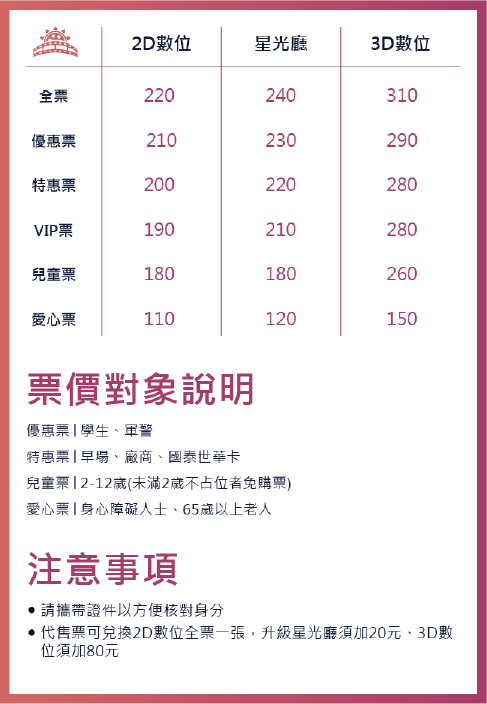 2D數位 星光廳 3D數位
全票 220 240 310
優惠票 210 230 290
特惠票 200 220 280
VIP票 190 210 280
兒童票 180 180 260
愛心票 110 120 150
票價對象說明
優惠票|學生、軍警
特惠票|早場、廠商、國泰世華卡
兒童票|2-12歲(未滿2歲不占位者免購票)
愛心票|身心障礙人士、65歲以上老人
注意事項
● 請攜帶證件以方便核對身分
● 代售票可兌換2D數位全票一張，升級星光廳須加20元、3D數
位須加80元